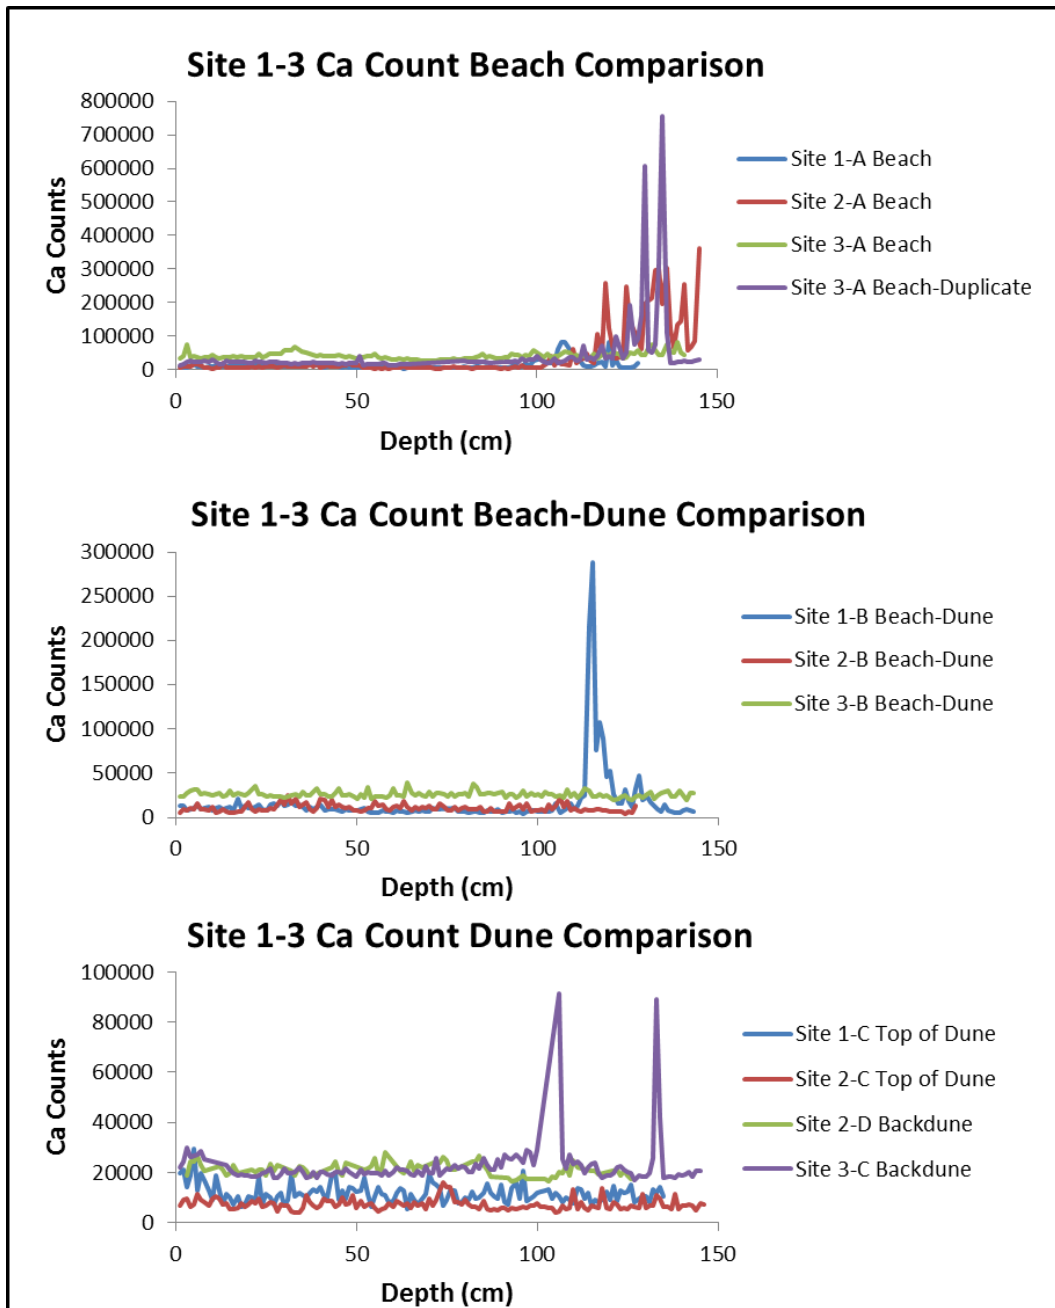 Site 1-3 Ca Count Beach Comparison
800000
700000
600000
500000
400000
300000
200000
100000
0
Ca Counts
0 50 100 150
Depth (cm)
Site 1-A Beach
Site 2-A Beach
Site 3-A Beach
Site 3-A Beach-Duplicate
Site 1-3 Ca Count Beach-Dune Comparison
300000
250000
200000
150000
100000
50000
0
Ca Counts
0 50 100 150
Depth (cm)
Site 1-B Beach-Dune
Site 2-B Beach-Dune
Site 3-B Beach-Dune
Site 1-3 Ca Count Dune Comparison
100000
80000
60000
40000
20000
0
Ca Counts
0 50 100 150
Depth (cm)
Site 1-C Top of Dune
Site 2-C Top of Dune
Site 2-D Backdune
Site 3-C Backdune